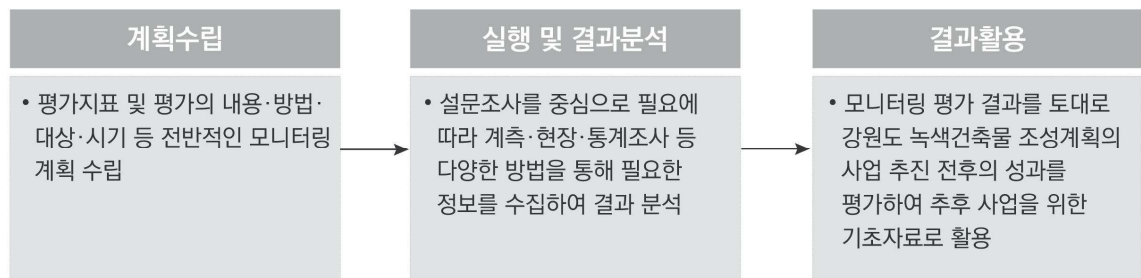 계획수립
• 평가지표 및 평가의 내용·방법·
대상·시기 등 전반적인 모니터링
계획 수립
실행 및 결과분석
• 설문조사를 중심으로 필요에
따라 계측·현장·통계조사 등
다양한 방법을 통해 필요한
정보를 수집하여 결과 분석
결과활용
• 모니터링 평가 결과를 토대로
강원도 녹색건축물 조성계획의
사업 추진 전후의 성과를
평가하여 추후 사업을 위한
기초자료로 활용